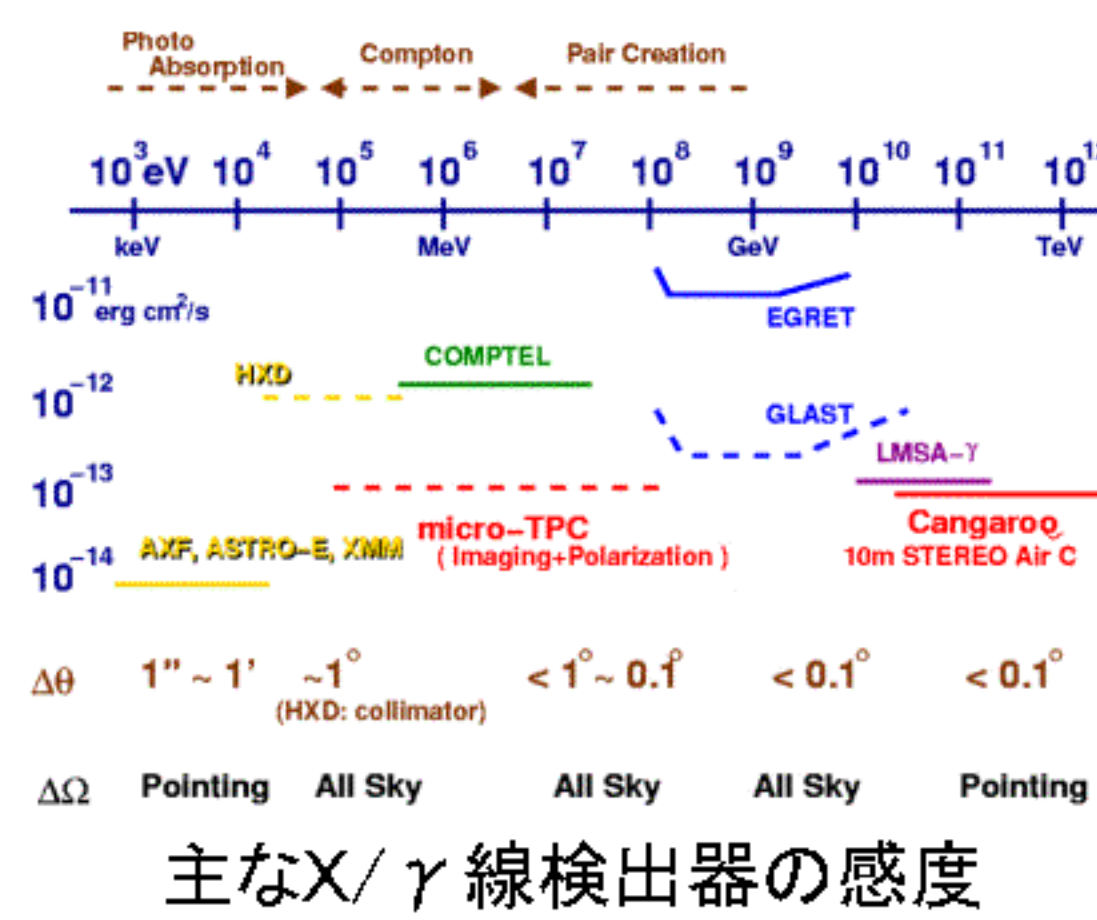 Photo
Absorption
Compton
Pair Creation
10³eV 10⁴ 10⁵ 10⁶ 10⁷ 10⁸ 10⁹ 10¹⁰ 10¹¹
keV MeV GeV TeV
10⁻¹¹ erg cm²/s
EGRET
COMPTEL
HXD
10⁻¹²
GLAST
LMSA-γ
10⁻¹³
micro-TPC
(Imaging+Polarization)
Cangaroo
10m STEREO Air C
AXF, ASTRO-E, XMM
10⁻¹⁴
Δθ 1" ~ 1' ~1° < 1° ~ 0.1° < 0.1° < 0.1°
(HXD: collimator)
ΔΩ Pointing All Sky All Sky All Sky Pointing
主なX/γ線検出器の感度